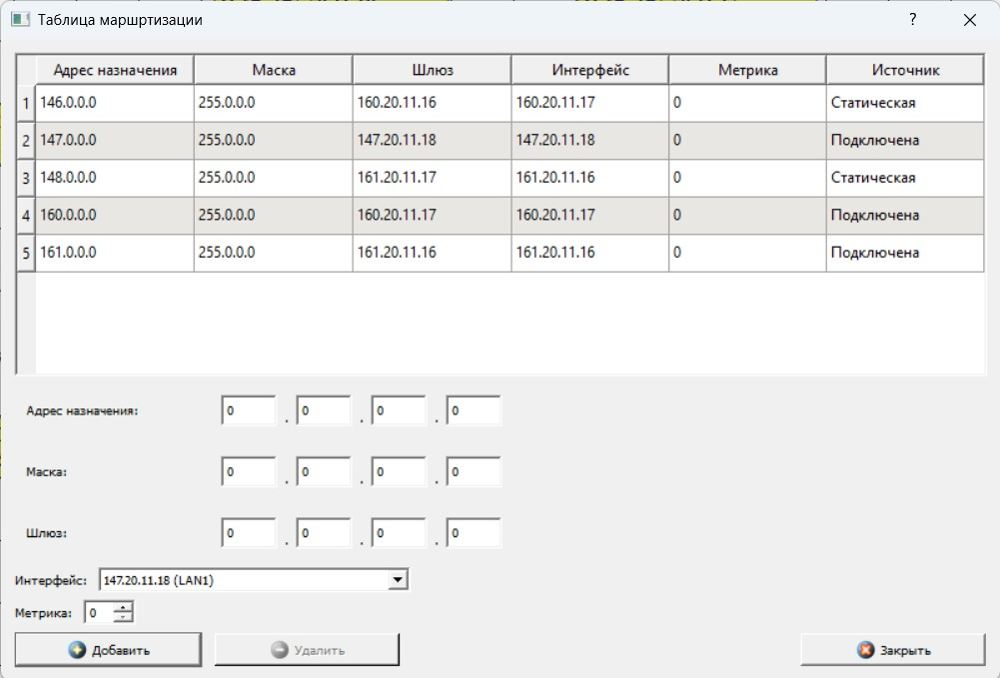 Таблица маршртизации ?
Адрес назначения Маска Шлюз Интерфейс Метрика Источник
1 146.0.0.0 255.0.0.0 160.20.11.16 160.20.11.17 0 Статическая
2 147.0.0.0 255.0.0.0 147.20.11.18 147.20.11.18 0 Подключена
3 148.0.0.0 255.0.0.0 161.20.11.17 161.20.11.16 0 Статическая
4 160.0.0.0 255.0.0.0 160.20.11.17 160.20.11.17 0 Подключена
5 161.0.0.0 255.0.0.0 161.20.11.16 161.20.11.16 0 Подключена
Адрес назначения: 0 . 0 . 0 . 0
Маска: 0 . 0 . 0 . 0
Шлюз: 0 . 0 . 0 . 0
Интерфейс: 147.20.11.18 (LAN1)
Метрика: 0
Добавить Удалить Закрыть